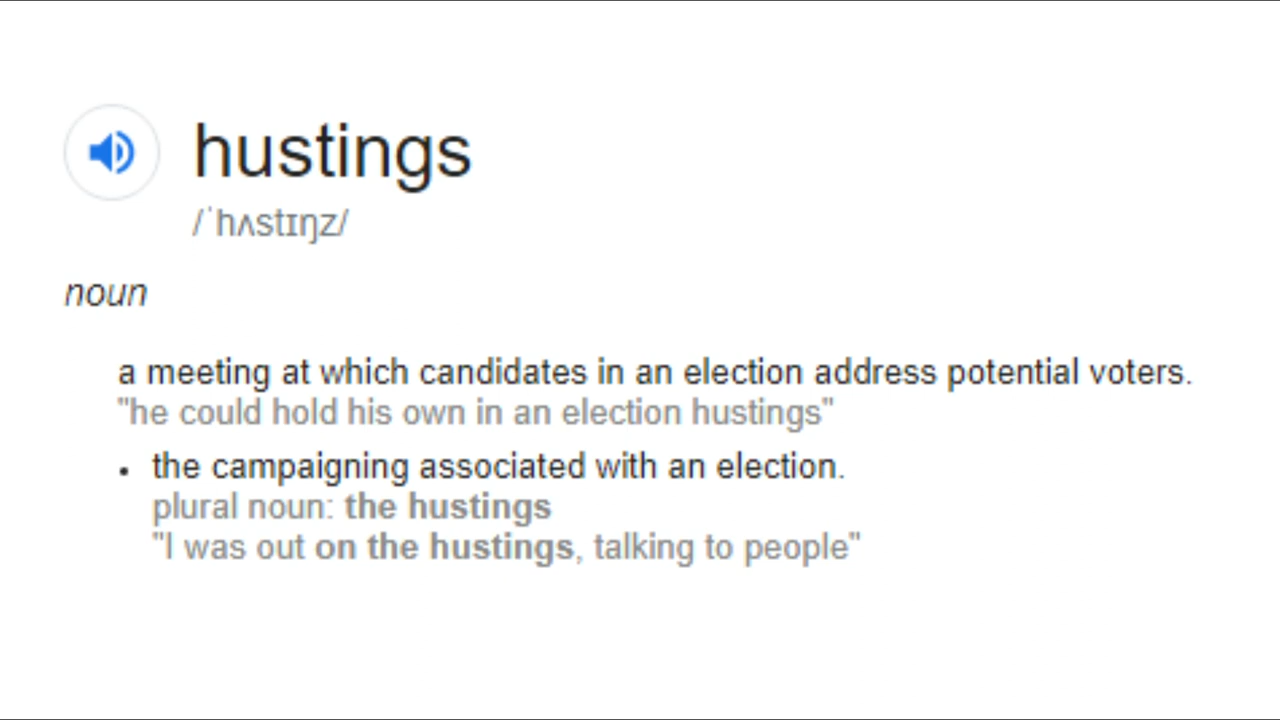 hustings
/ˈhʌstɪŋz/
noun
a meeting at which candidates in an election address potential voters.
"he could hold his own in an election hustings"
• the campaigning associated with an election.
plural noun: the hustings
"I was out on the hustings, talking to people"